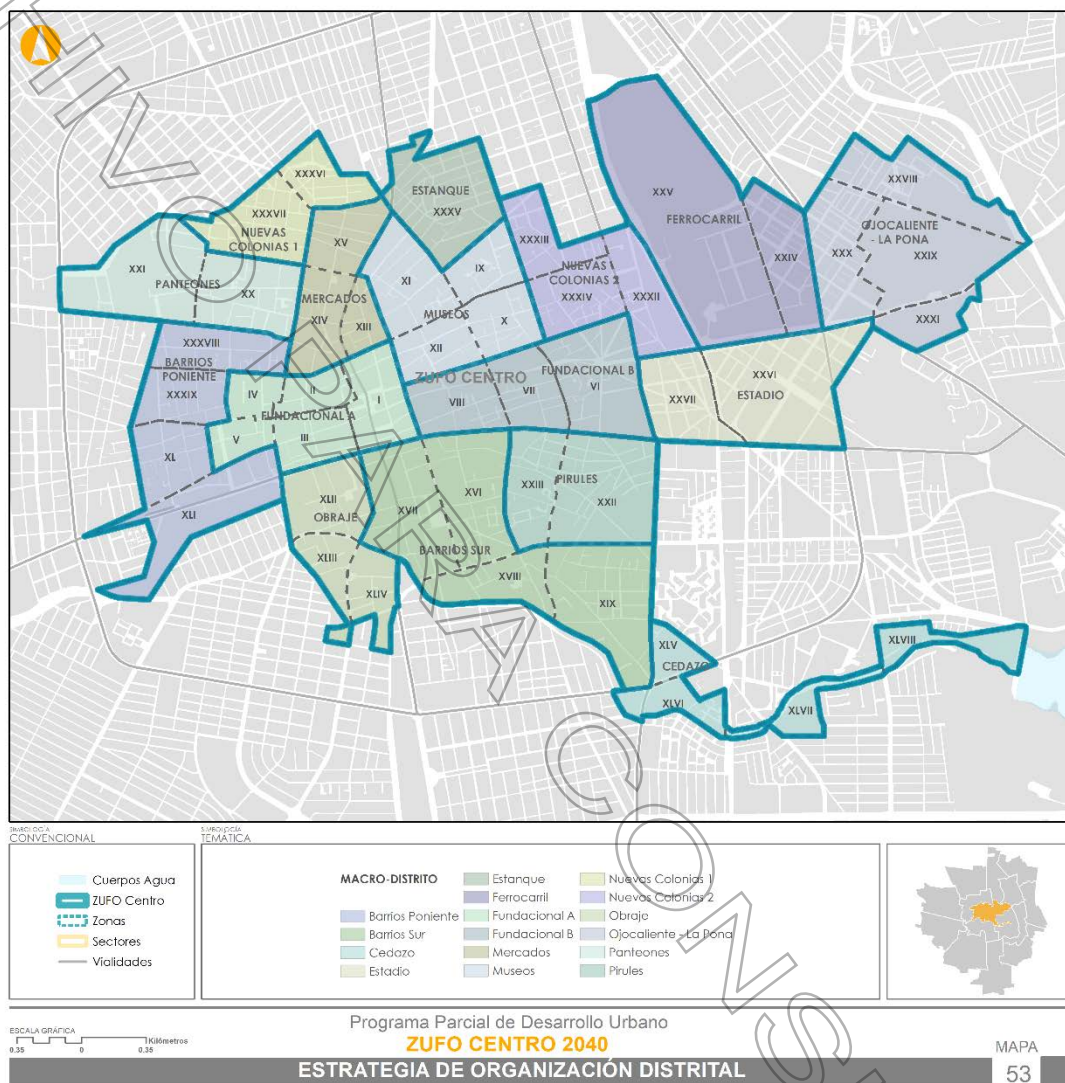 XXXVI
ESTANQUE
XXXV
XXV
XXVIII
FERROCARRIL
OJOCALIENTE
- LA PONA
XXXVII
NUEVAS
COLONIAS 1
XV
XXXIII
XXIV
XXX
XXIX
XXI
PANTEONES
XX
MERCADOS
XIV
XIII
XI
IX
MUSEOS
X
XII
NUEVAS
COLONIAS 2
XXXIV
XXXII
XXXI
XXXVIII
BARRIOS
PONIENTE
XXXIX
IV
II
I
FUNDACIONAL A
V
III
ZUFO CENTRO
VIII
VII
FUNDACIONAL B
VI
XXVI
XXVII
ESTADIO
XL
XLI
XLII
OBRAJE
XLIII
XLIV
XVII
XVI
BARRIOS SUR
XVIII
XIX
XXIII
PIRULES
XXII
XLV
CEDAZO
XLVI
XLVII
XLVIII
SIMBOLOGÍA
CONVENCIONAL
Cuerpos Agua
ZUFO Centro
Zonas
Sectores
Vialidades
SIMBOLOGÍA
TEMATICA
MACRO-DISTRITO
Barrios Poniente
Barrios Sur
Cedazo
Estadio
Estanque
Ferrocarril
Fundacional A
Fundacional B
Mercados
Museos
Nuevas Colonias 1
Nuevas Colonias 2
Obraje
Ojocaliente - La Pona
Panteones
Pirules
ESCALA GRÁFICA
0.35 0 0.35
Kilómetros
Programa Parcial de Desarrollo Urbano
ZUFO CENTRO 2040
ESTRATEGIA DE ORGANIZACIÓN DISTRITAL
MAPA
53
PARA CONS